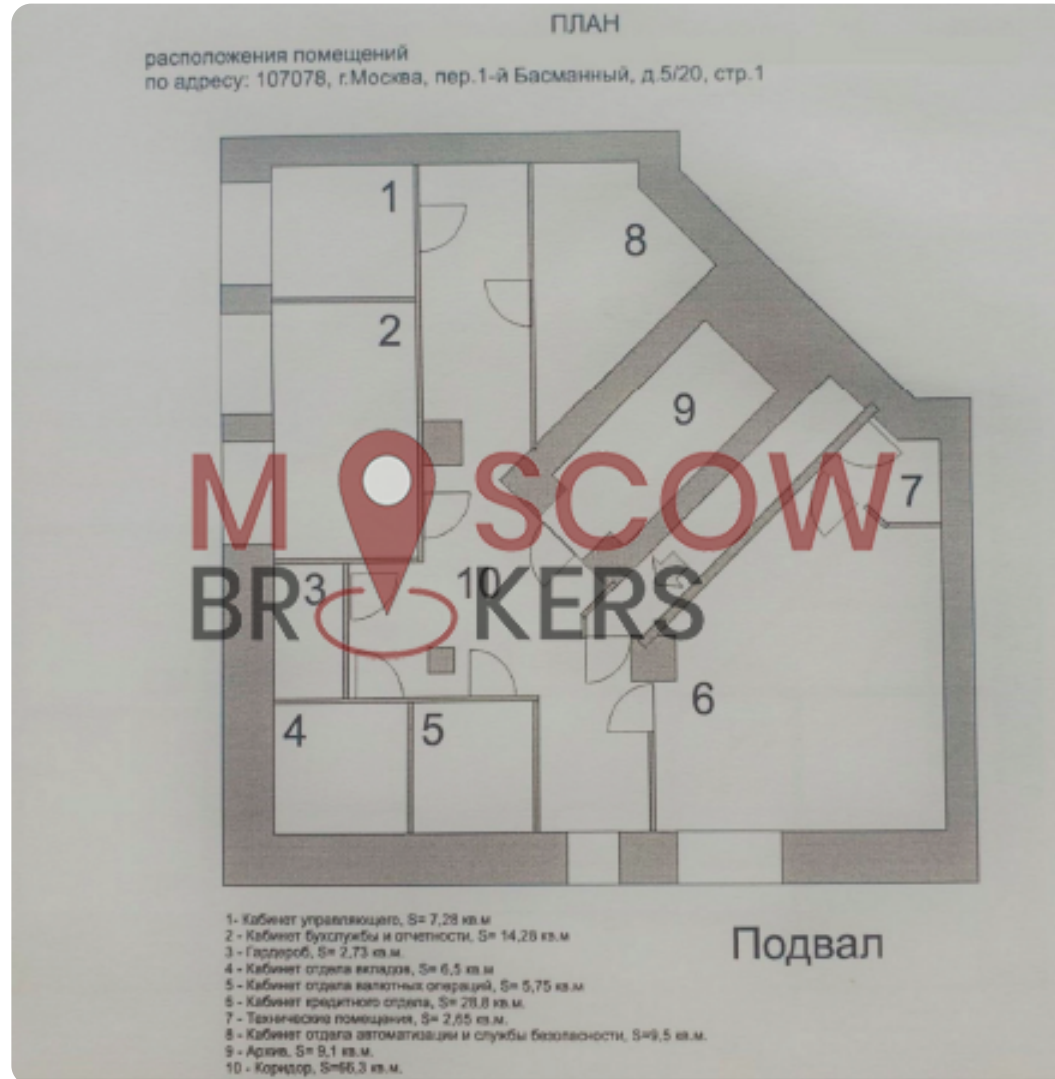 ПЛАН
расположения помещений
по адресу: 107078, г.Москва, пер.1-й Басманный, д.5/20, стр.1
1
8
2
9
MOSCOW
7
BROKERS
3
10
6
4
5
Подвал
1- Кабинет управляющего, S= 7,28 кв.м
2 - Кабинет бухслужбы и отчетности, S= 14,28 кв.м
3 - Гардероб, S= 2,73 кв.м.
4 - Кабинет отдела вкладов, S= 6,5 кв.м
5 - Кабинет отдела валютных операций, S= 5,75 кв.м
6 - Кабинет кредитного отдела, S= 28,8 кв.м.
7 - Технические помещения, S= 2,65 кв.м.
8 - Кабинет отдела автоматизации и службы безопасности, S=9,5 кв.м.
9 - Архив, S= 9,1 кв.м.
10 - Коридор, S=66,3 кв.м.